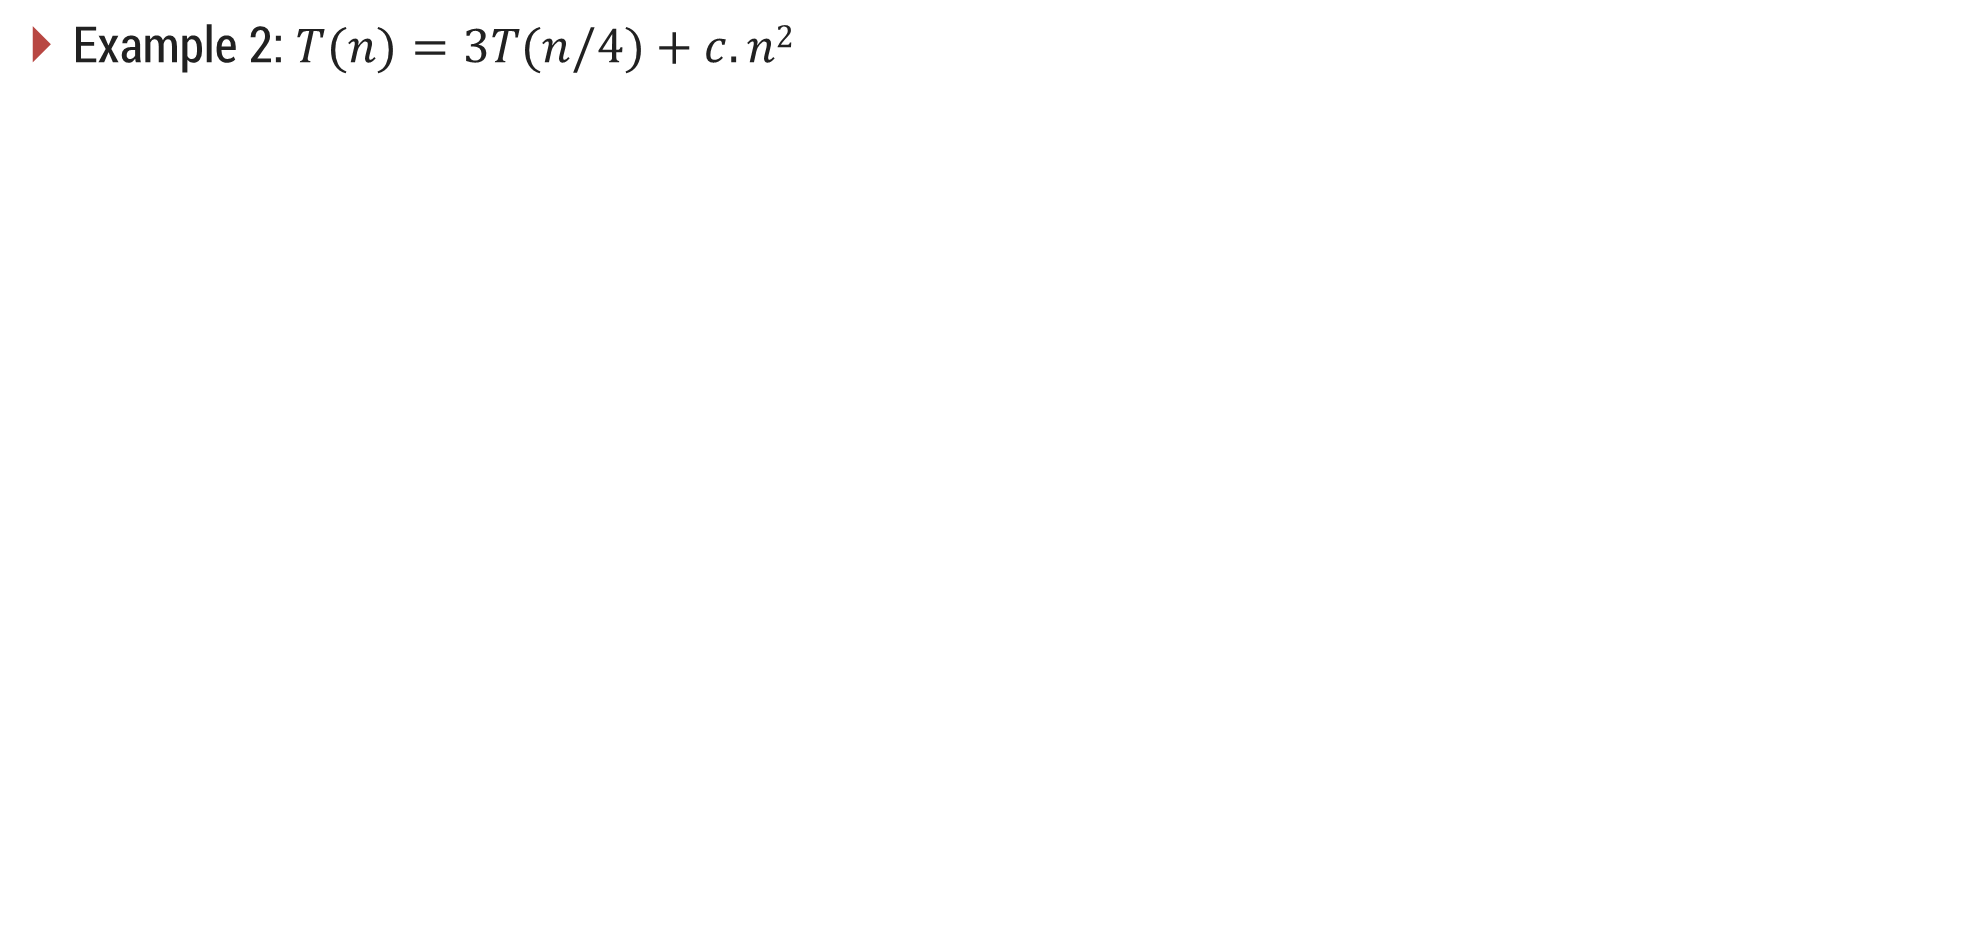 Example 2: 𝑇(𝑛) = 3𝑇(𝑛/4) + 𝑐. 𝑛²